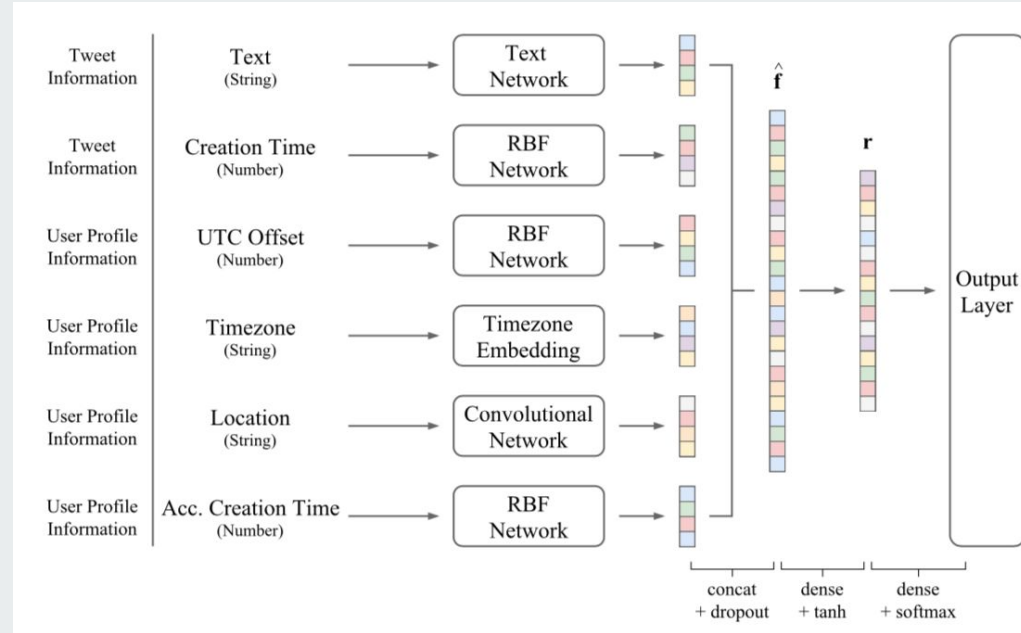 Tweet
Information
Text
(String)
Text
Network
f̂
Tweet
Information
Creation Time
(Number)
RBF
Network
r
User Profile
Information
UTC Offset
(Number)
RBF
Network
Output
Layer
User Profile
Information
Timezone
(String)
Timezone
Embedding
User Profile
Information
Location
(String)
Convolutional
Network
User Profile
Information
Acc. Creation Time
(Number)
RBF
Network
concat
+ dropout
dense
+ tanh
dense
+ softmax